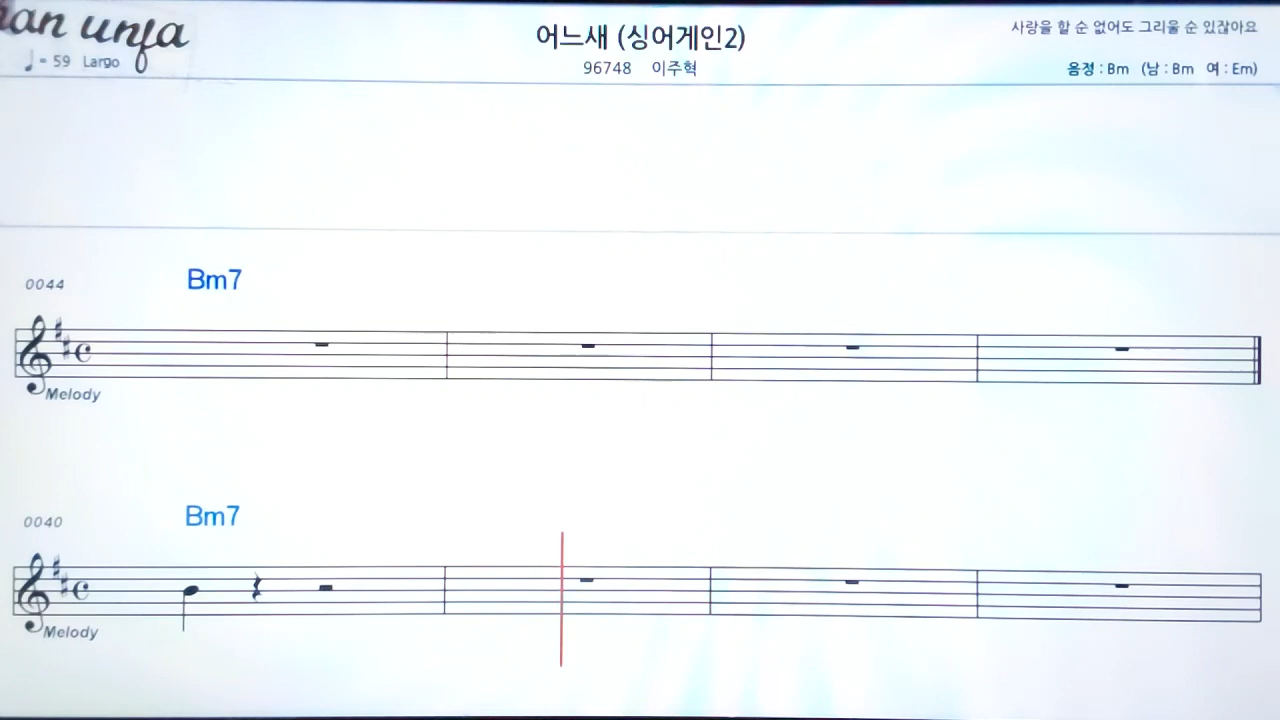 an unja
어느새 (싱어게인2)
사랑을 할 순 없어도 그리울 순 있잖아요
♩= 59 Largo
96748 이주혁
음정 : Bm (남 : Bm 여 : Em)
0044 Bm7
Melody
0040 Bm7
Melody